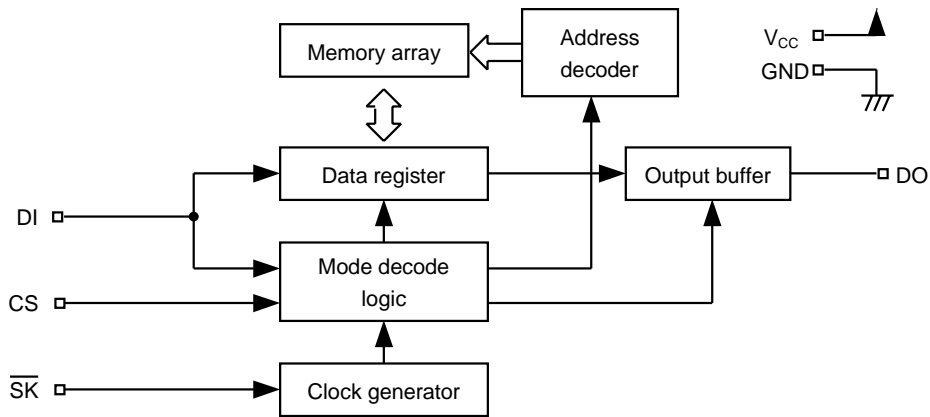 Memory array
Address
decoder
VCC
GND
Data register
Output buffer
DO
DI
Mode decode
logic
CS
SK
Clock generator